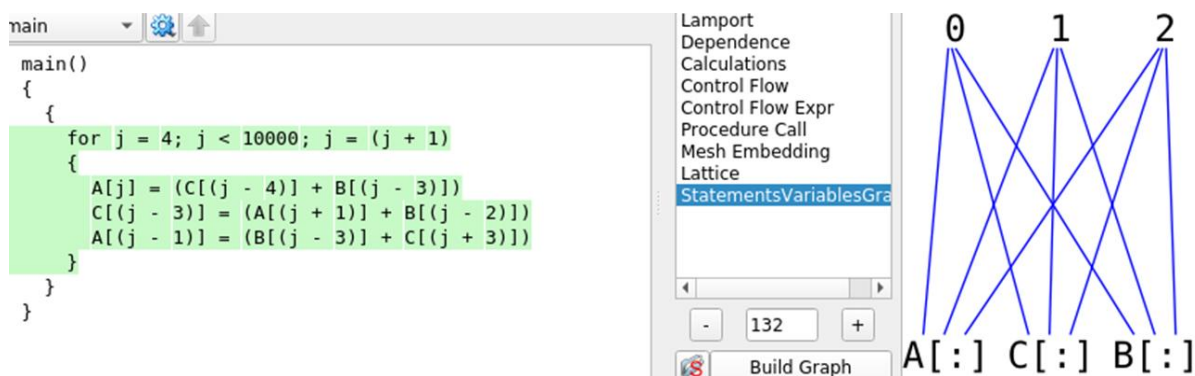 main
main()
{
{
for j = 4; j < 10000; j = (j + 1)
{
A[j] = (C[(j - 4)] + B[(j - 3)])
C[(j - 3)] = (A[(j + 1)] + B[(j - 2)])
A[(j - 1)] = (B[(j - 3)] + C[(j + 3)])
}
}
}
Lamport
Dependence
Calculations
Control Flow
Control Flow Expr
Procedure Call
Mesh Embedding
Lattice
StatementsVariablesGra
- 132 +
S Build Graph
0 1 2
A[:] C[:] B[:]